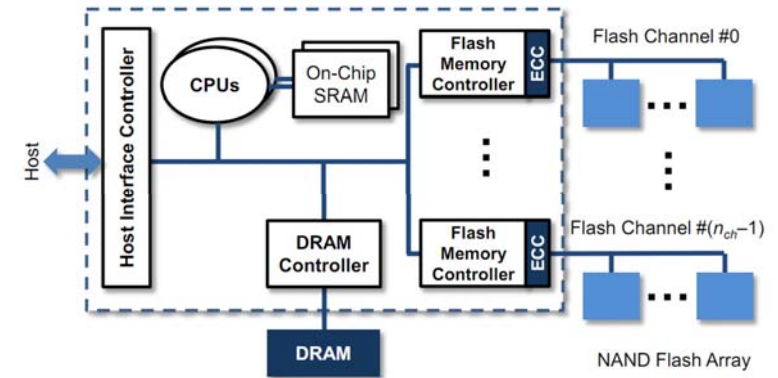 Host
Host Interface Controller
CPUs
On-Chip
SRAM
DRAM
Controller
DRAM
Flash
Memory
Controller
ECC
Flash
Memory
Controller
ECC
Flash Channel #0
Flash Channel #(nch–1)
NAND Flash Array